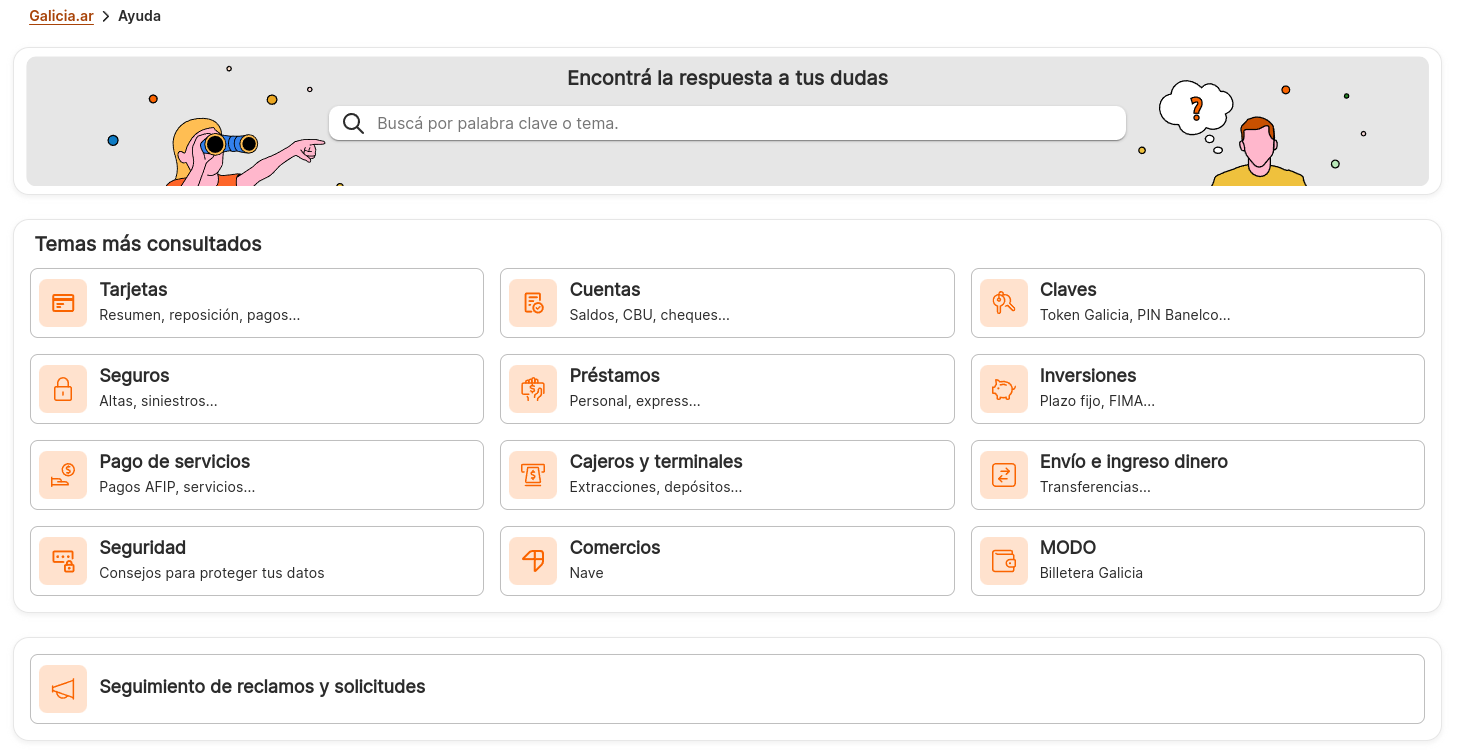 Galicia.ar > Ayuda
Encontrá la respuesta a tus dudas
?
Buscá por palabra clave o tema.
Temas más consultados
Tarjetas
Resumen, reposición, pagos...
Cuentas
Saldos, CBU, cheques...
Claves
Token Galicia, PIN Banelco...
Seguros
Altas, siniestros...
Préstamos
Personal, express...
Inversiones
Plazo fijo, FIMA...
Pago de servicios
Pagos AFIP, servicios...
Cajeros y terminales
Extracciones, depósitos...
Envío e ingreso dinero
Transferencias...
Seguridad
Consejos para proteger tus datos
Comercios
Nave
MODO
Billetera Galicia
Seguimiento de reclamos y solicitudes